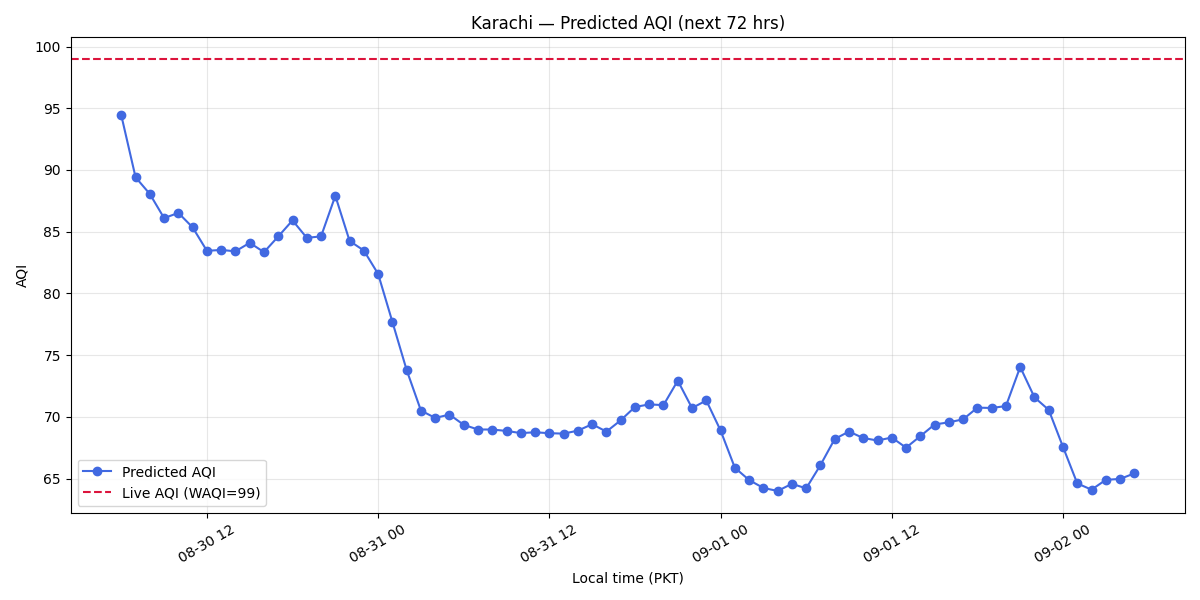 Karachi — Predicted AQI (next 72 hrs)
100
95
90
85
80
75
70
65
AQI
Predicted AQI
Live AQI (WAQI=99)
08-30 12
08-31 00
08-31 12
09-01 00
09-01 12
09-02 00
Local time (PKT)